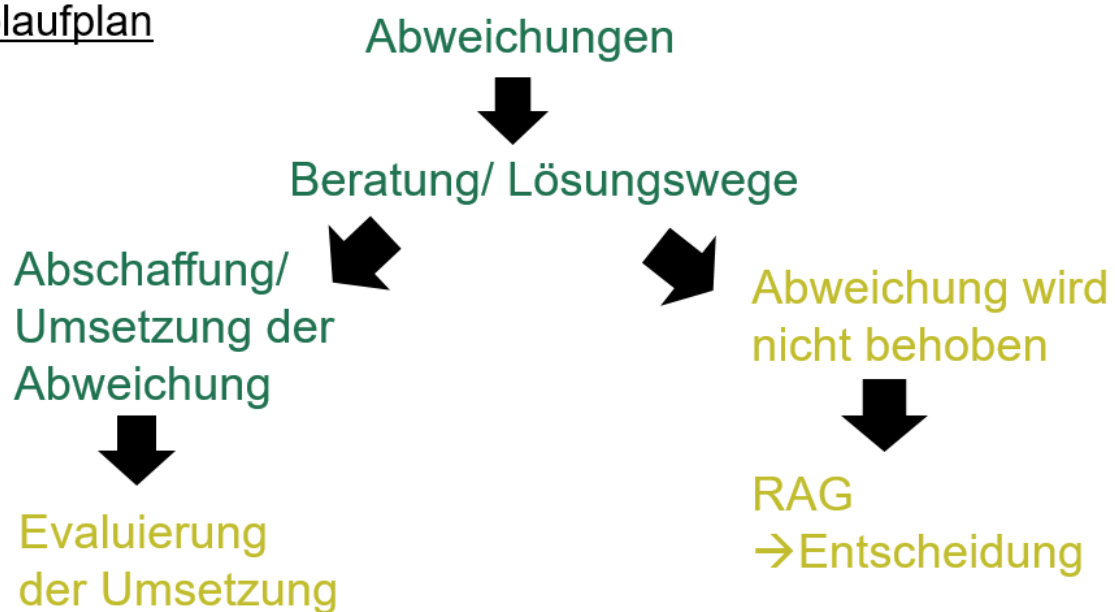 laufplan
Abweichungen
Beratung/ Lösungswege
Abschaffung/
Umsetzung der
Abweichung
Abweichung wird
nicht behoben
Evaluierung
der Umsetzung
RAG
→Entscheidung